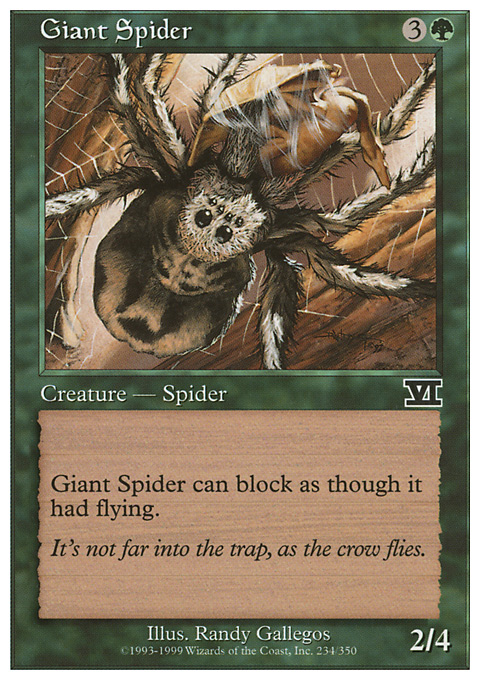 Giant Spider 3
Creature — Spider VI
Giant Spider can block as though it
had flying.
It's not far into the trap, as the crow flies.
Illus. Randy Gallegos
©1993-1999 Wizards of the Coast, Inc. 234/350
2/4